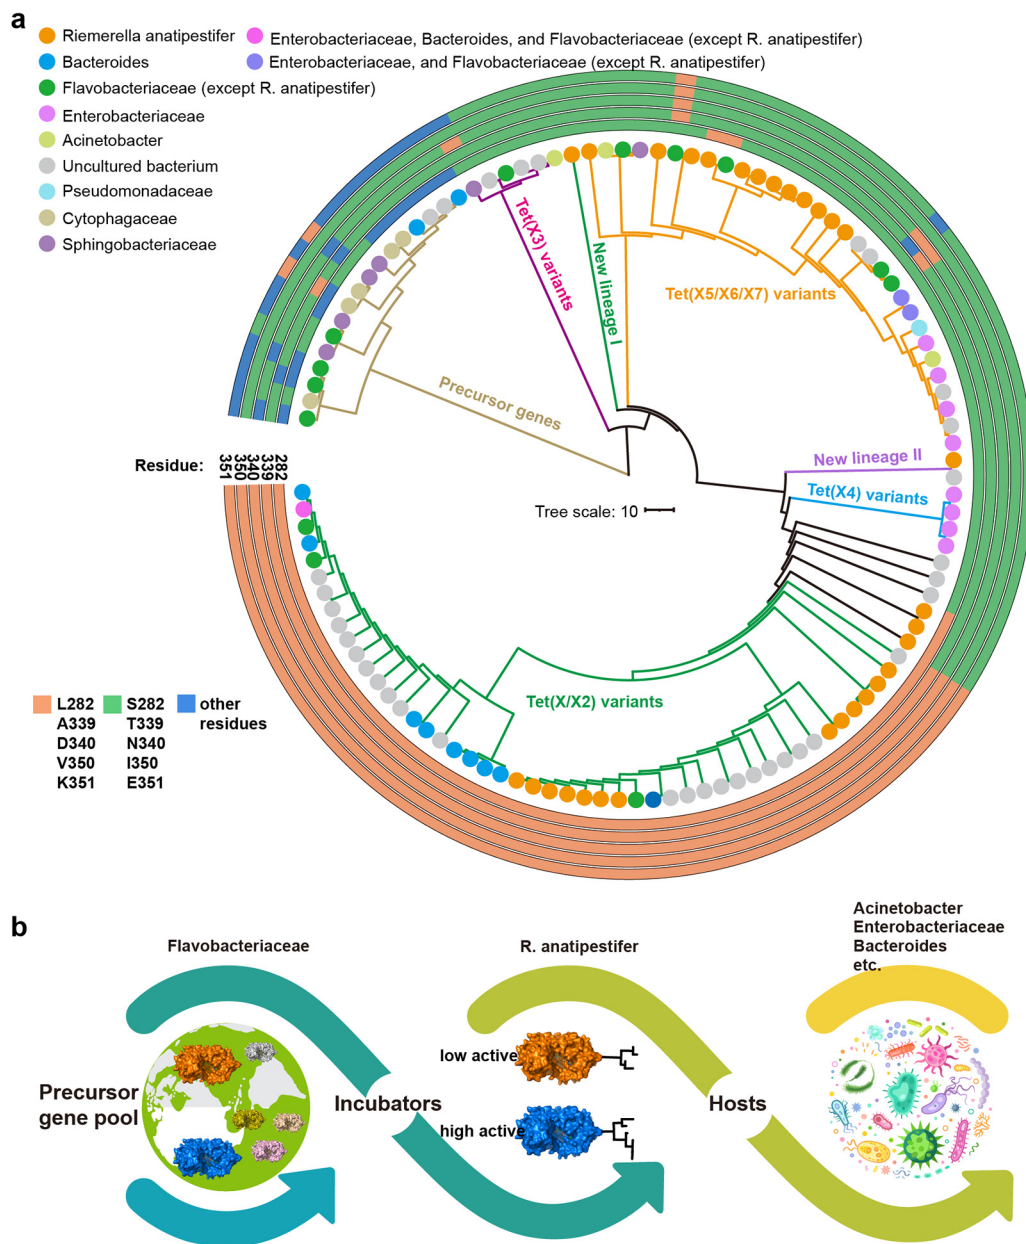 a
Riemerella anatipestifer
Bacteroides
Flavobacteriaceae (except R. anatipestifer)
Enterobacteriaceae
Acinetobacter
Uncultured bacterium
Pseudomonadaceae
Cytophagaceae
Sphingobacteriaceae
Enterobacteriaceae, Bacteroides, and Flavobacteriaceae (except R. anatipestifer)
Enterobacteriaceae, and Flavobacteriaceae (except R. anatipestifer)
Tet(X3) variants
New lineage I
Tet(X5/X6/X7) variants
Precursor genes
New lineage II
Tet(X4) variants
Residue:
351
350
340
339
282
Tree scale: 10
Tet(X/X2) variants
L282 S282 other
A339 T339 residues
D340 N340
V350 I350
K351 E351
b
Flavobacteriaceae
R. anatipestifer
Acinetobacter
Enterobacteriaceae
Bacteroides
etc.
Precursor
gene pool
Incubators
low active
high active
Hosts